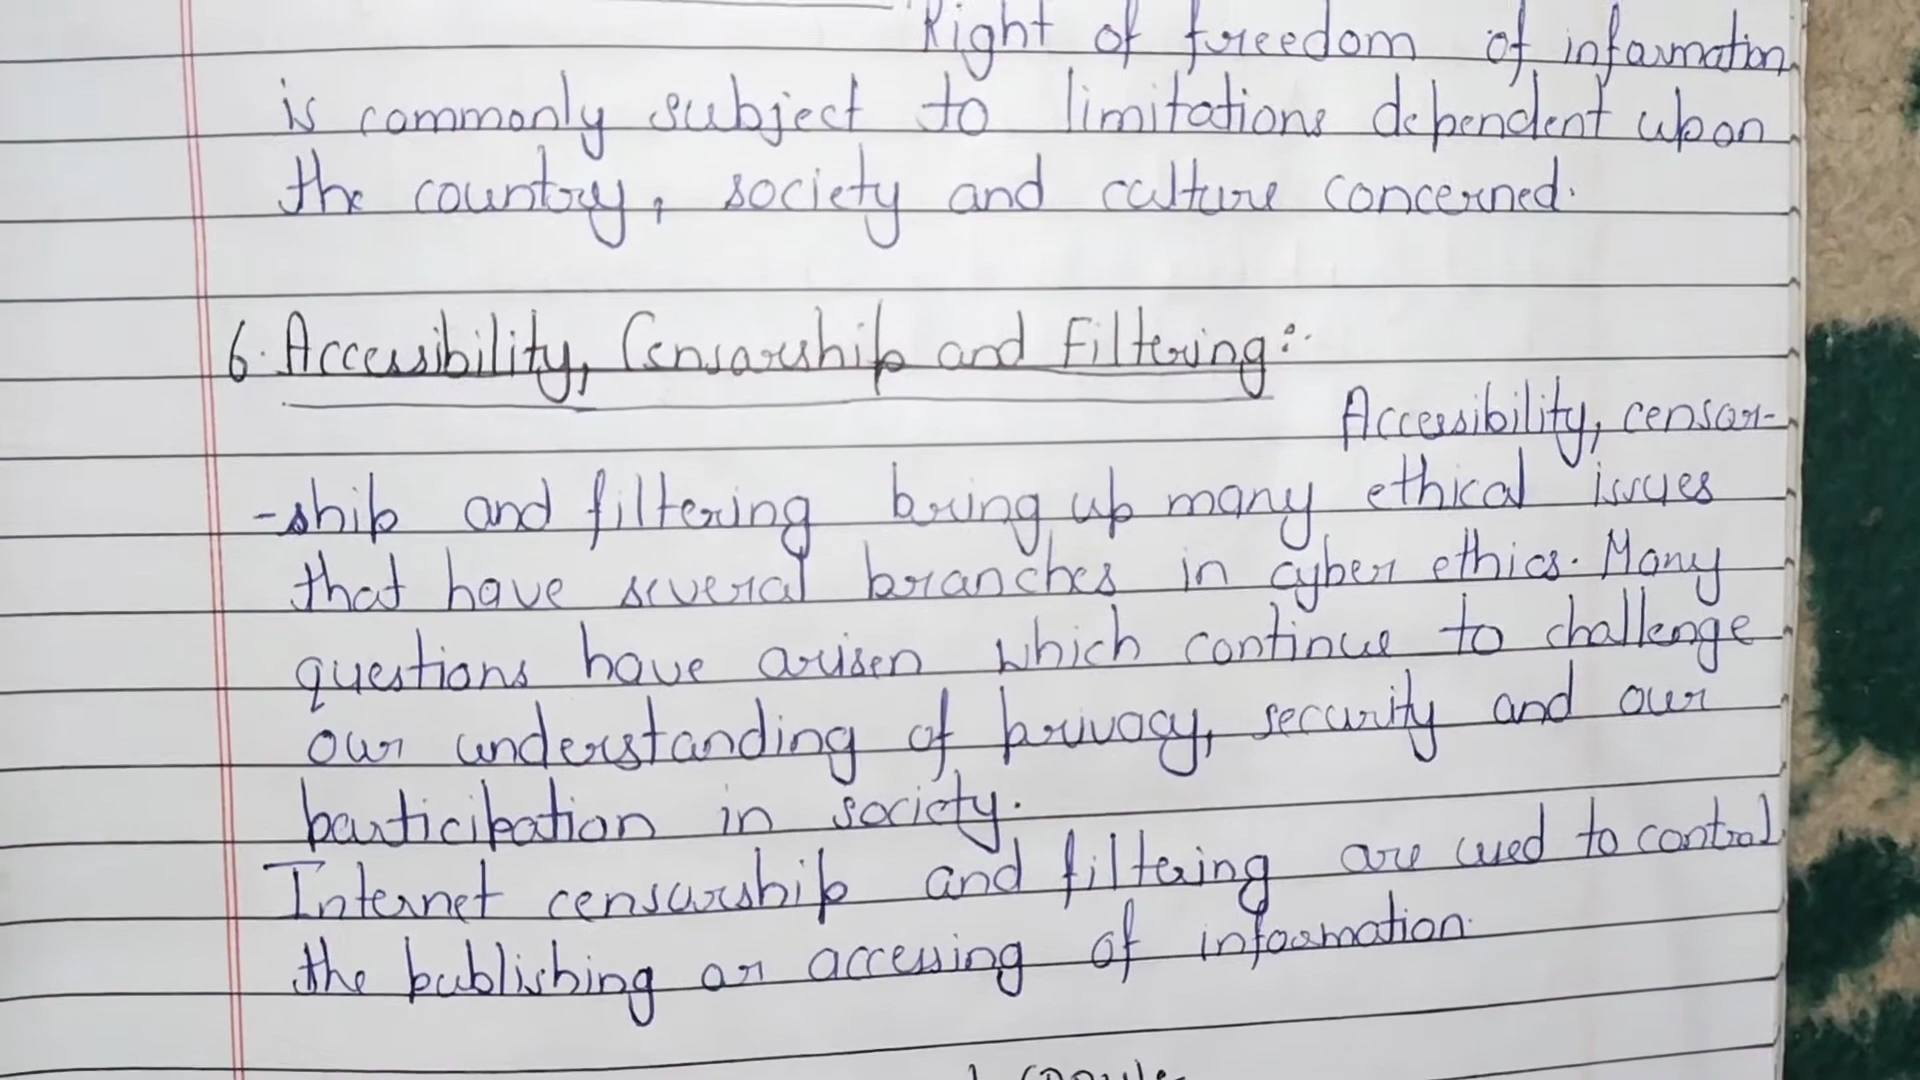 Right of freedom of information
is commonly subject to limitations dependent upon
the country, society and culture concerned.
6. Accessibility, Censorship and Filtering:-
Accessibility, censor-
-ship and filtering bring up many ethical issues
that have several branches in cyber ethics. Many
questions have arisen which continue to challenge
our understanding of privacy, security and our
participation in society.
Internet censorship and filtering are used to control
the publishing or accessing of information.